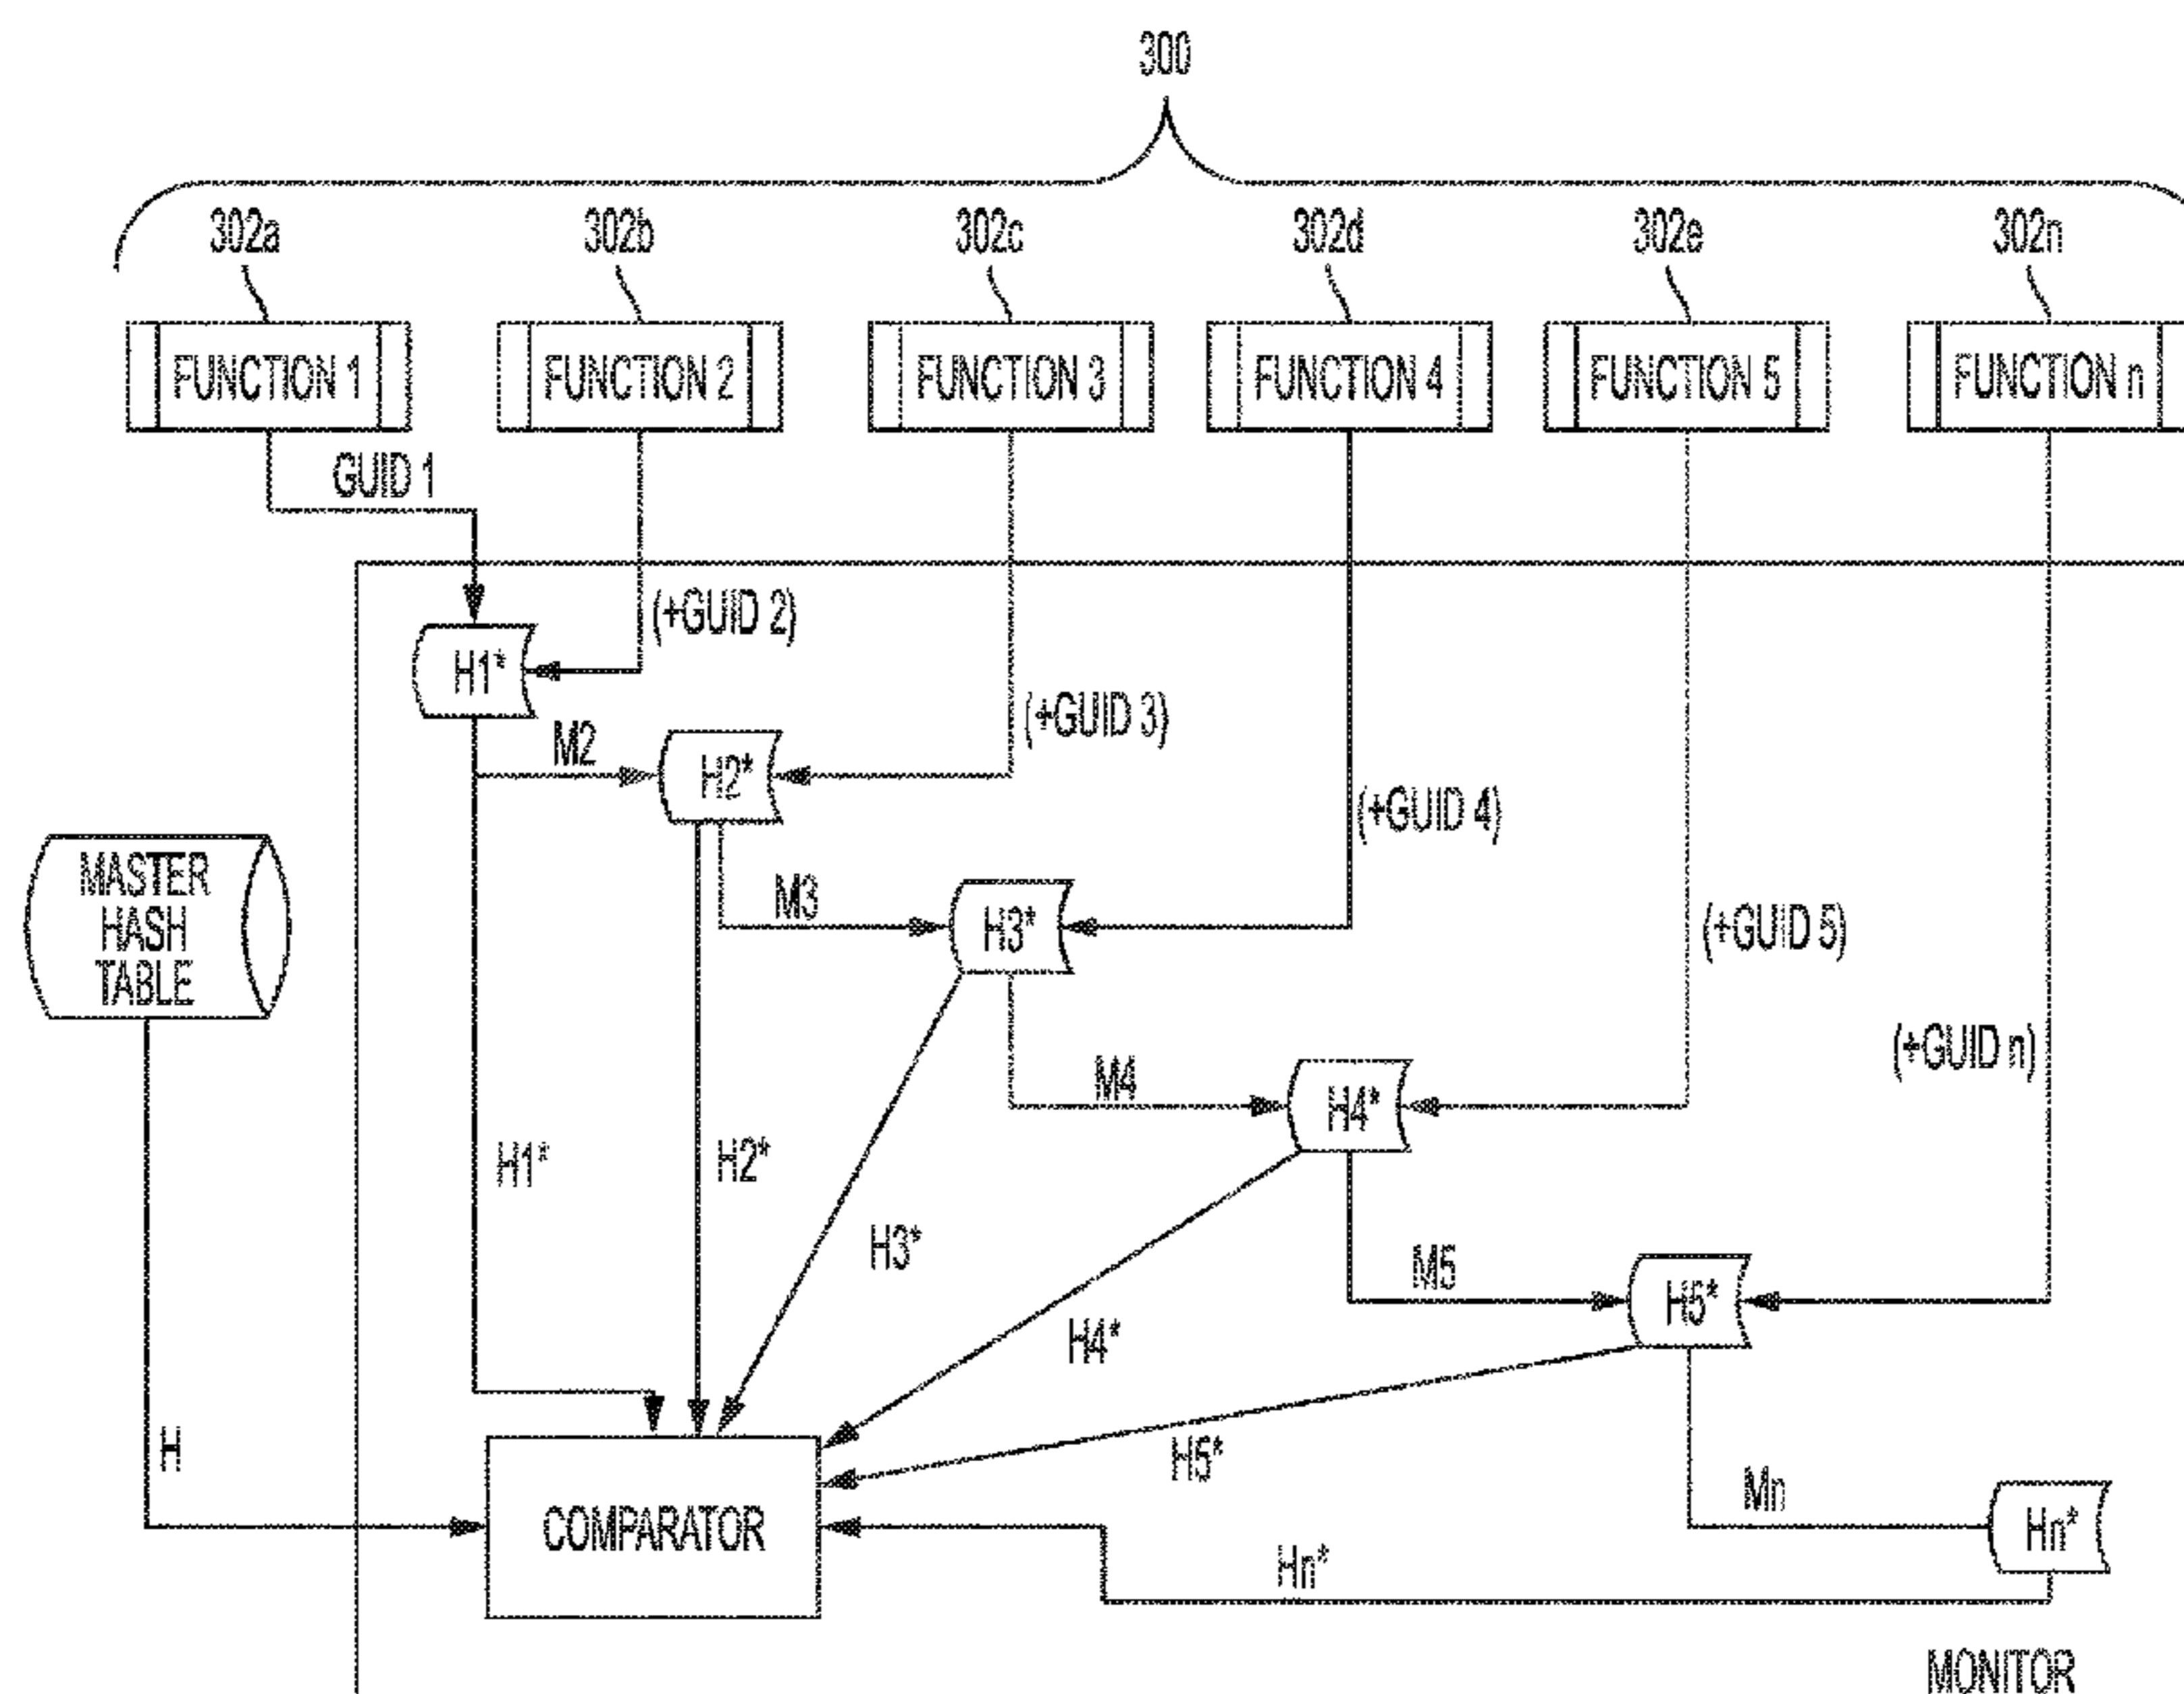 300
302a
302b
302c
302d
302e
302n
FUNCTION 1
FUNCTION 2
FUNCTION 3
FUNCTION 4
FUNCTION 5
FUNCTION n
GUID 1
(+GUID 2)
H1*
(+GUID 3)
M2
H2*
(+GUID 4)
MASTER
HASH
TABLE
M3
H3*
(+GUID 5)
(+GUID n)
M4
H4*
H1*
H2*
H3*
M5
H5*
H4*
H
H5*
Mn
COMPARATOR
Hn*
Hn*
MONITOR